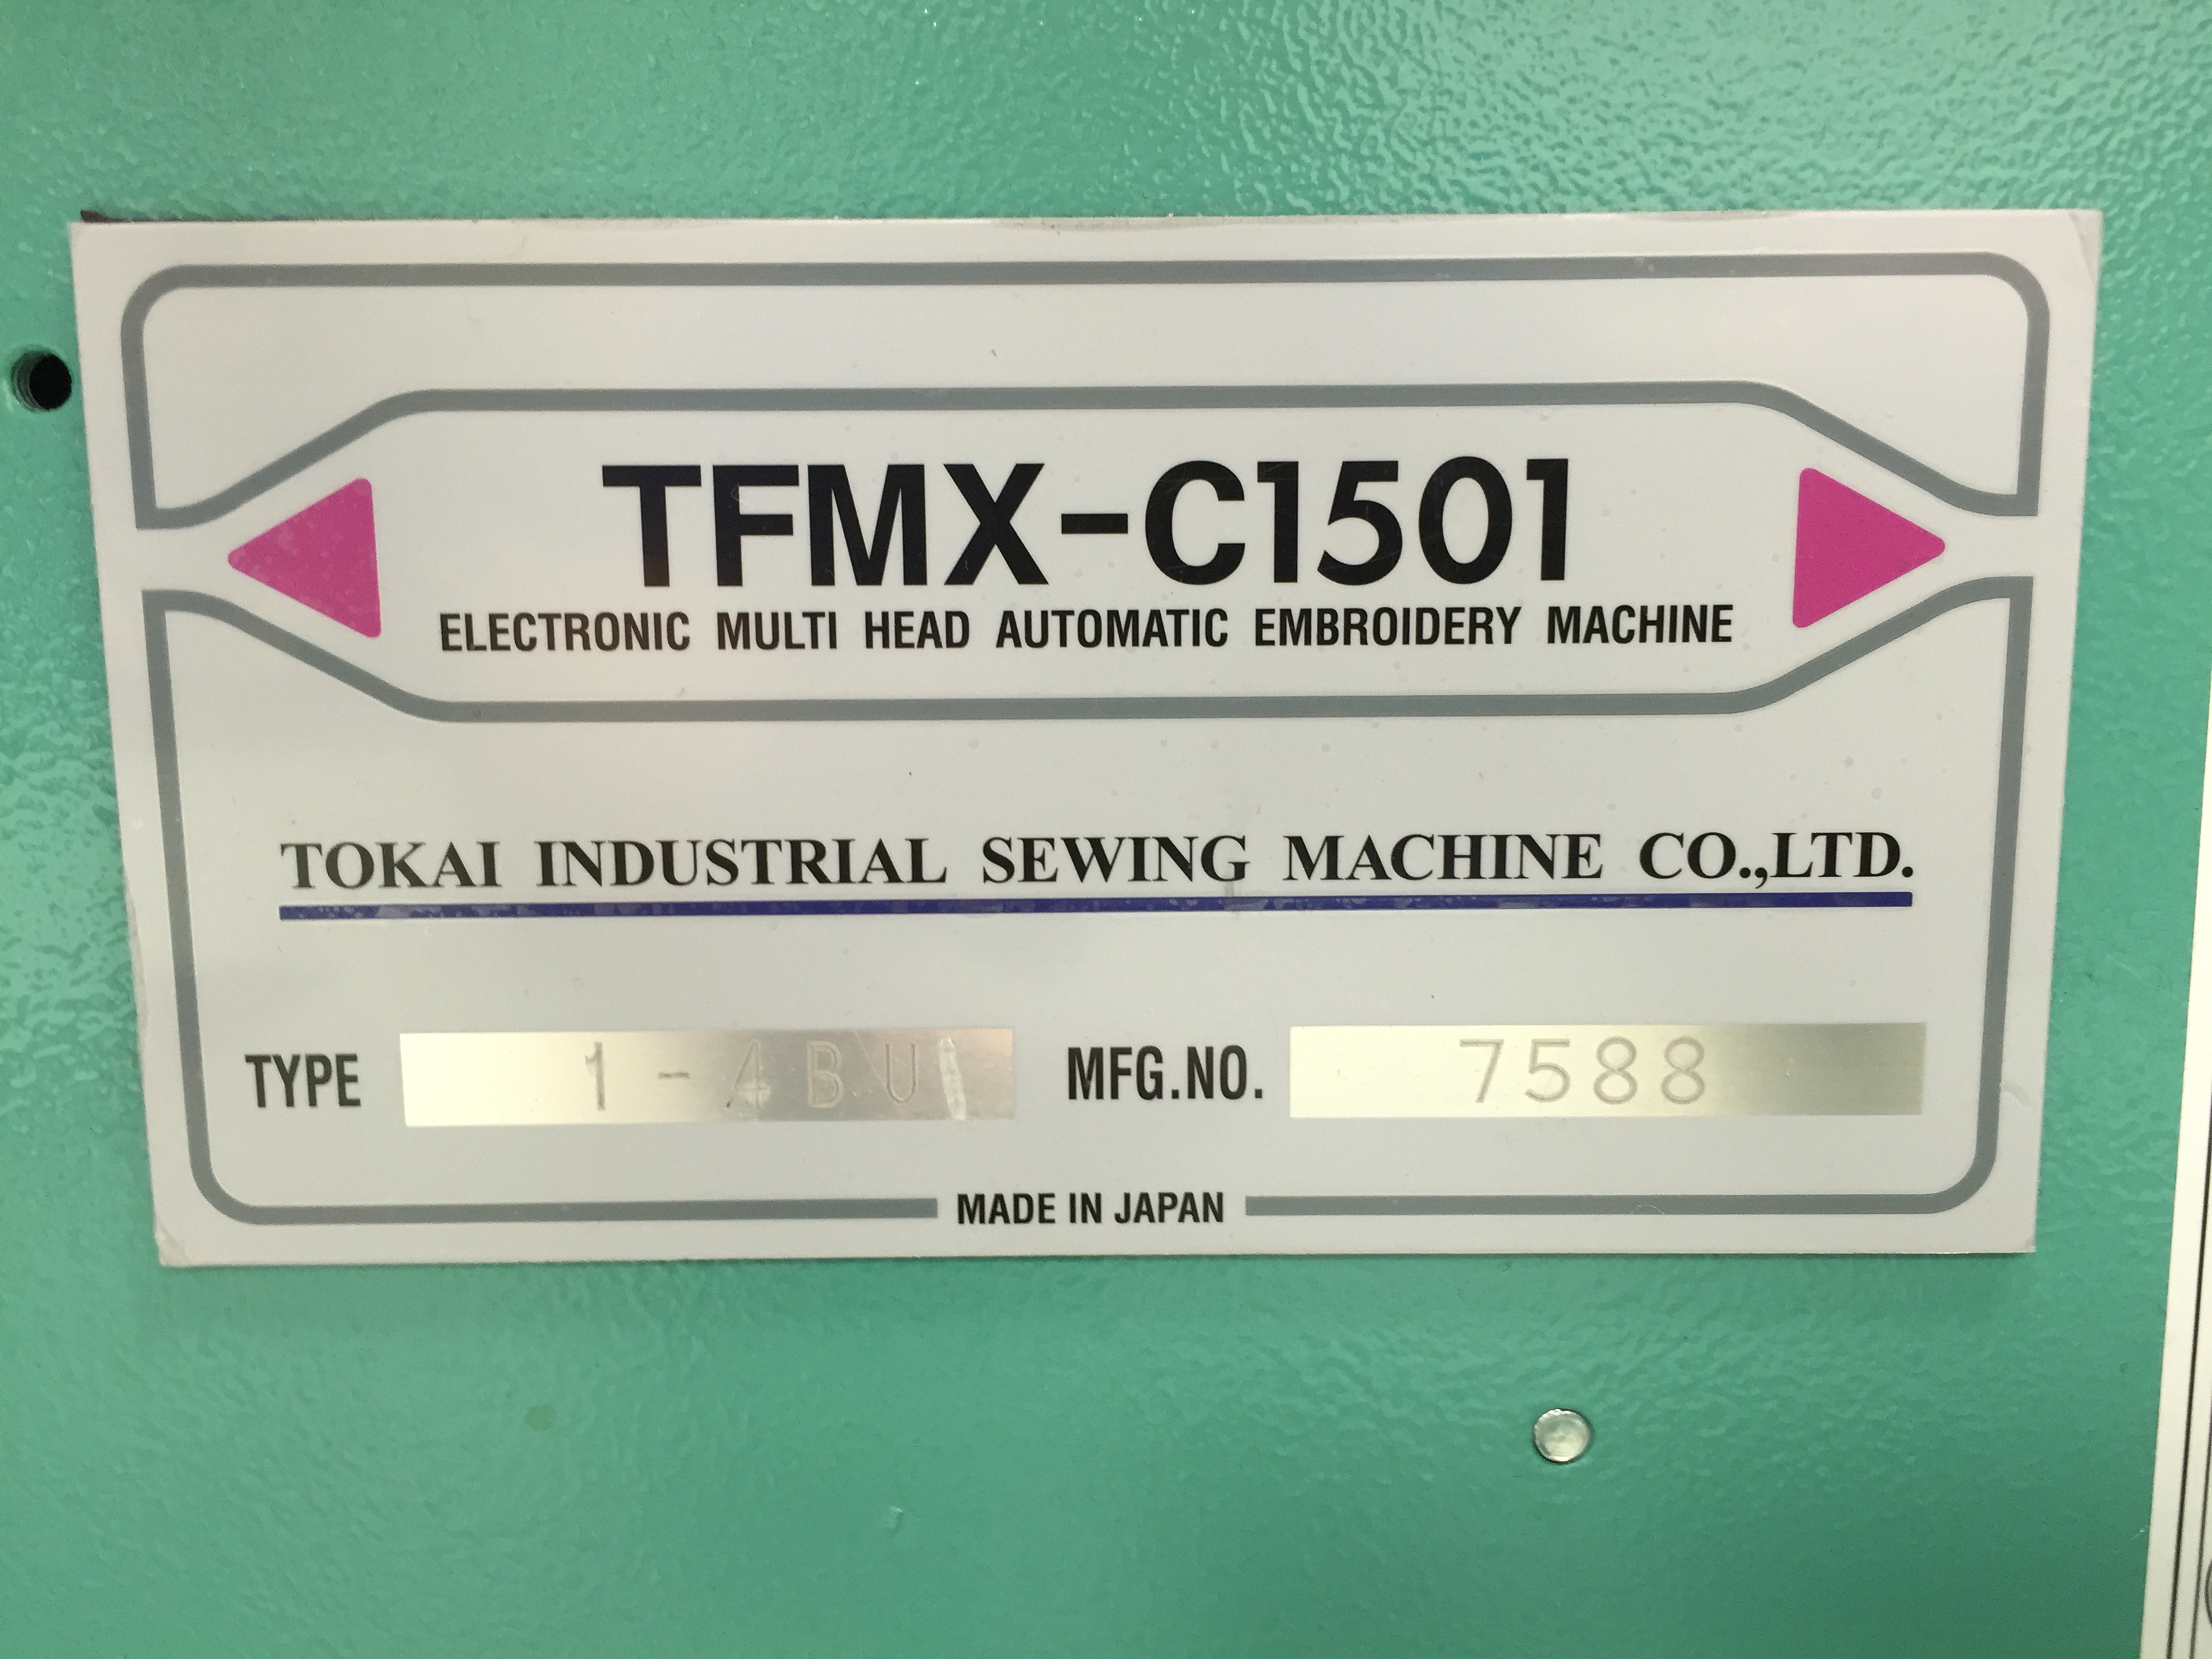 TFMX-C1501
ELECTRONIC MULTI HEAD AUTOMATIC EMBROIDERY MACHINE
TOKAI INDUSTRIAL SEWING MACHINE CO.,LTD.
TYPE 1-4BU MFG.NO. 7588
MADE IN JAPAN